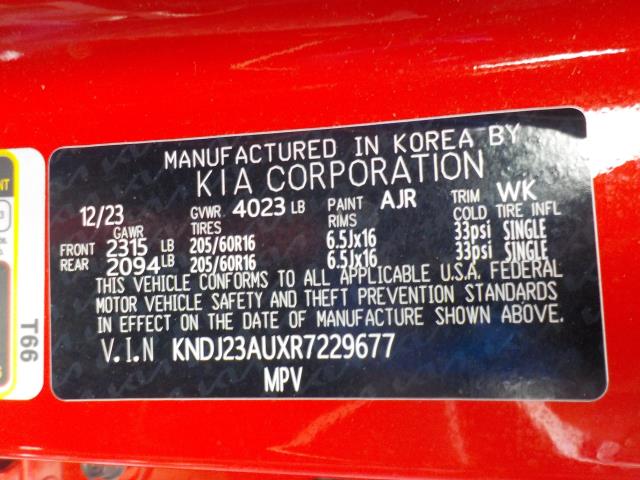 MANUFACTURED IN KOREA BY
KIA CORPORATION
12/23 GVWR 4023 LB PAINT AJR TRIM WK
GAWR TIRES RIMS COLD TIRE INFL
FRONT 2315 LB 205/60R16 6.5Jx16 33psi SINGLE
REAR 2094 LB 205/60R16 6.5Jx16 33psi SINGLE
THIS VEHICLE CONFORMS TO ALL APPLICABLE U.S.A. FEDERAL
MOTOR VEHICLE SAFETY AND THEFT PREVENTION STANDARDS
IN EFFECT ON THE DATE OF MANUFACTURE SHOWN ABOVE.
V.I.N KNDJ23AUXR7229677
MPV
T66